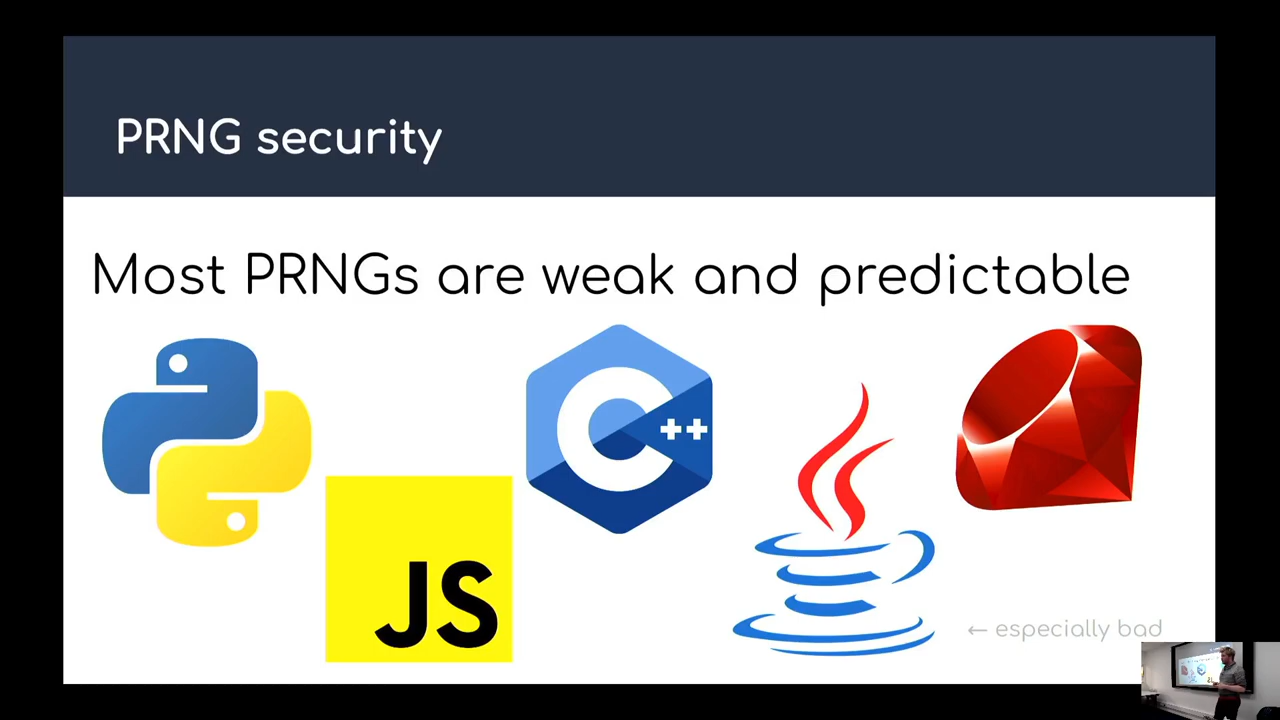 PRNG security
Most PRNGs are weak and predictable
C ++
JS
← especially bad